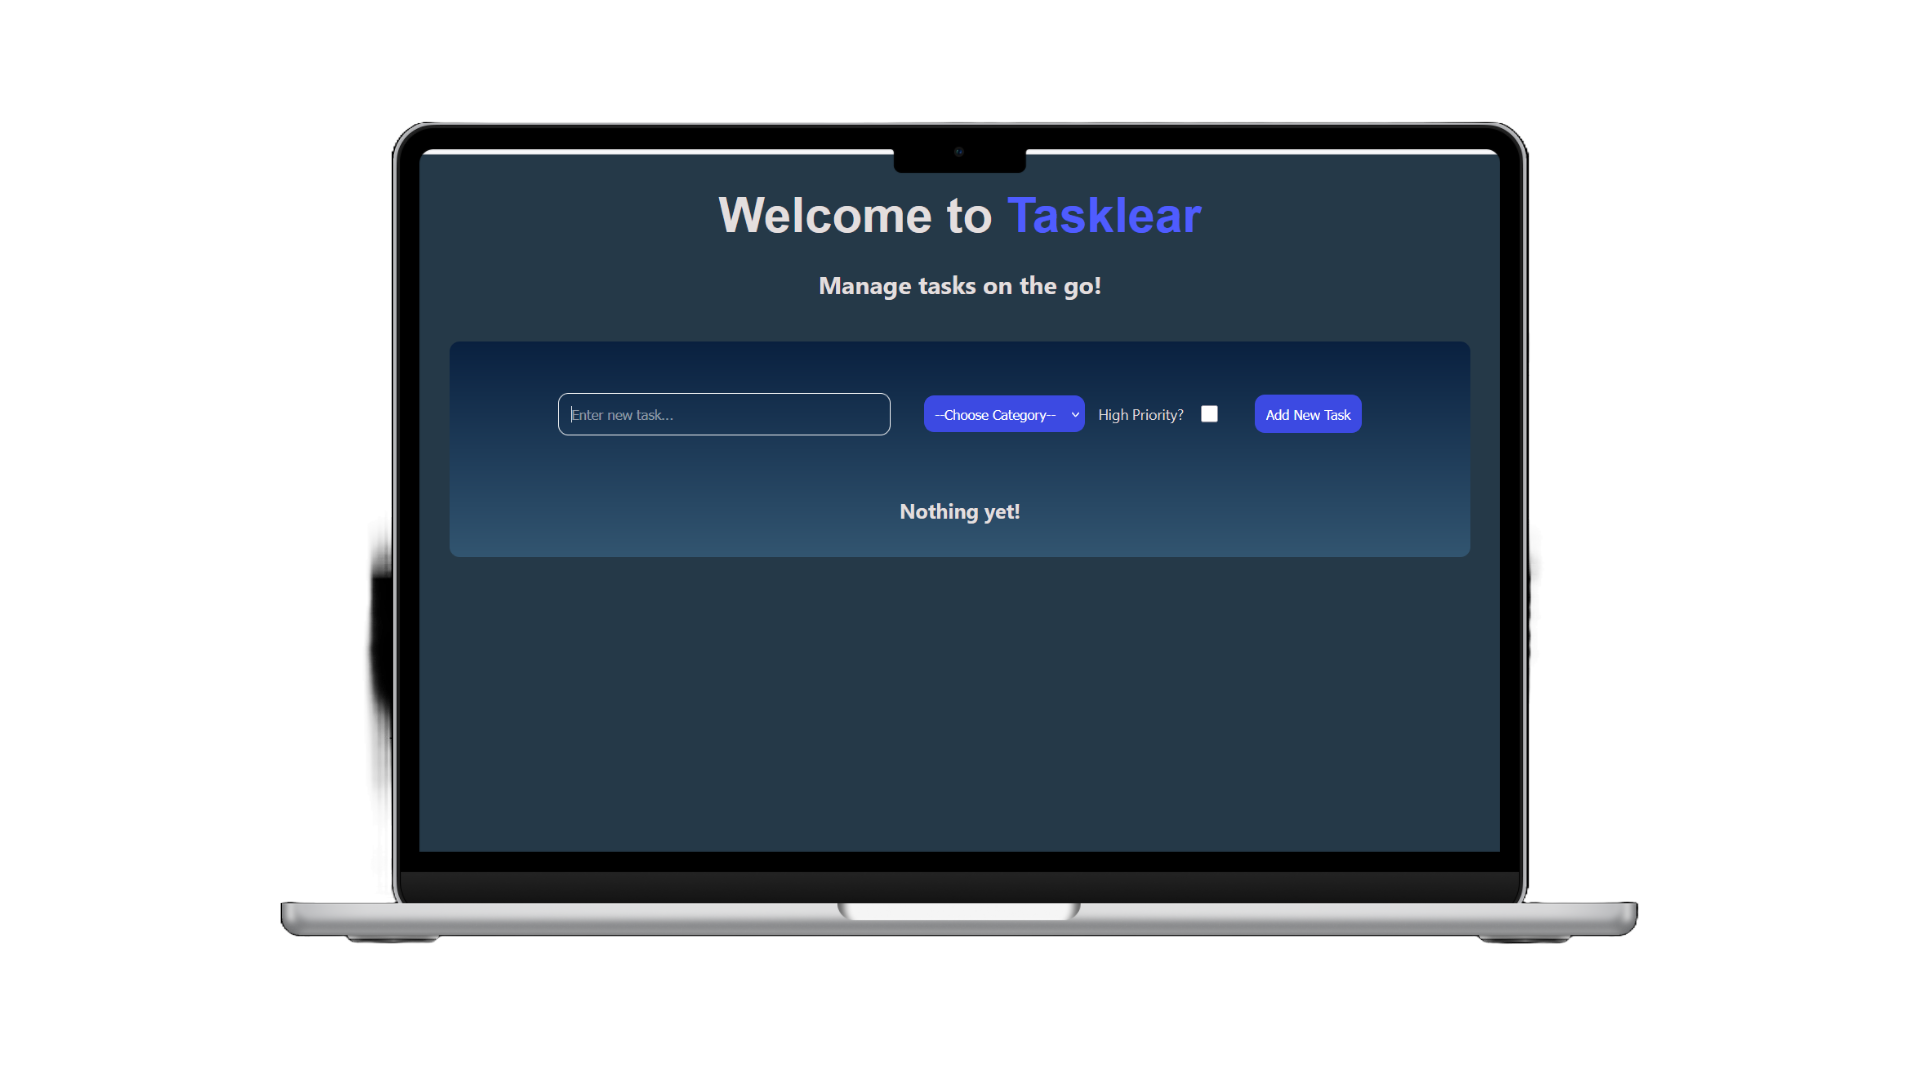 Welcome to Tasklear
Manage tasks on the go!
Enter new task...
--Choose Category--
High Priority?
Add New Task
Nothing yet!